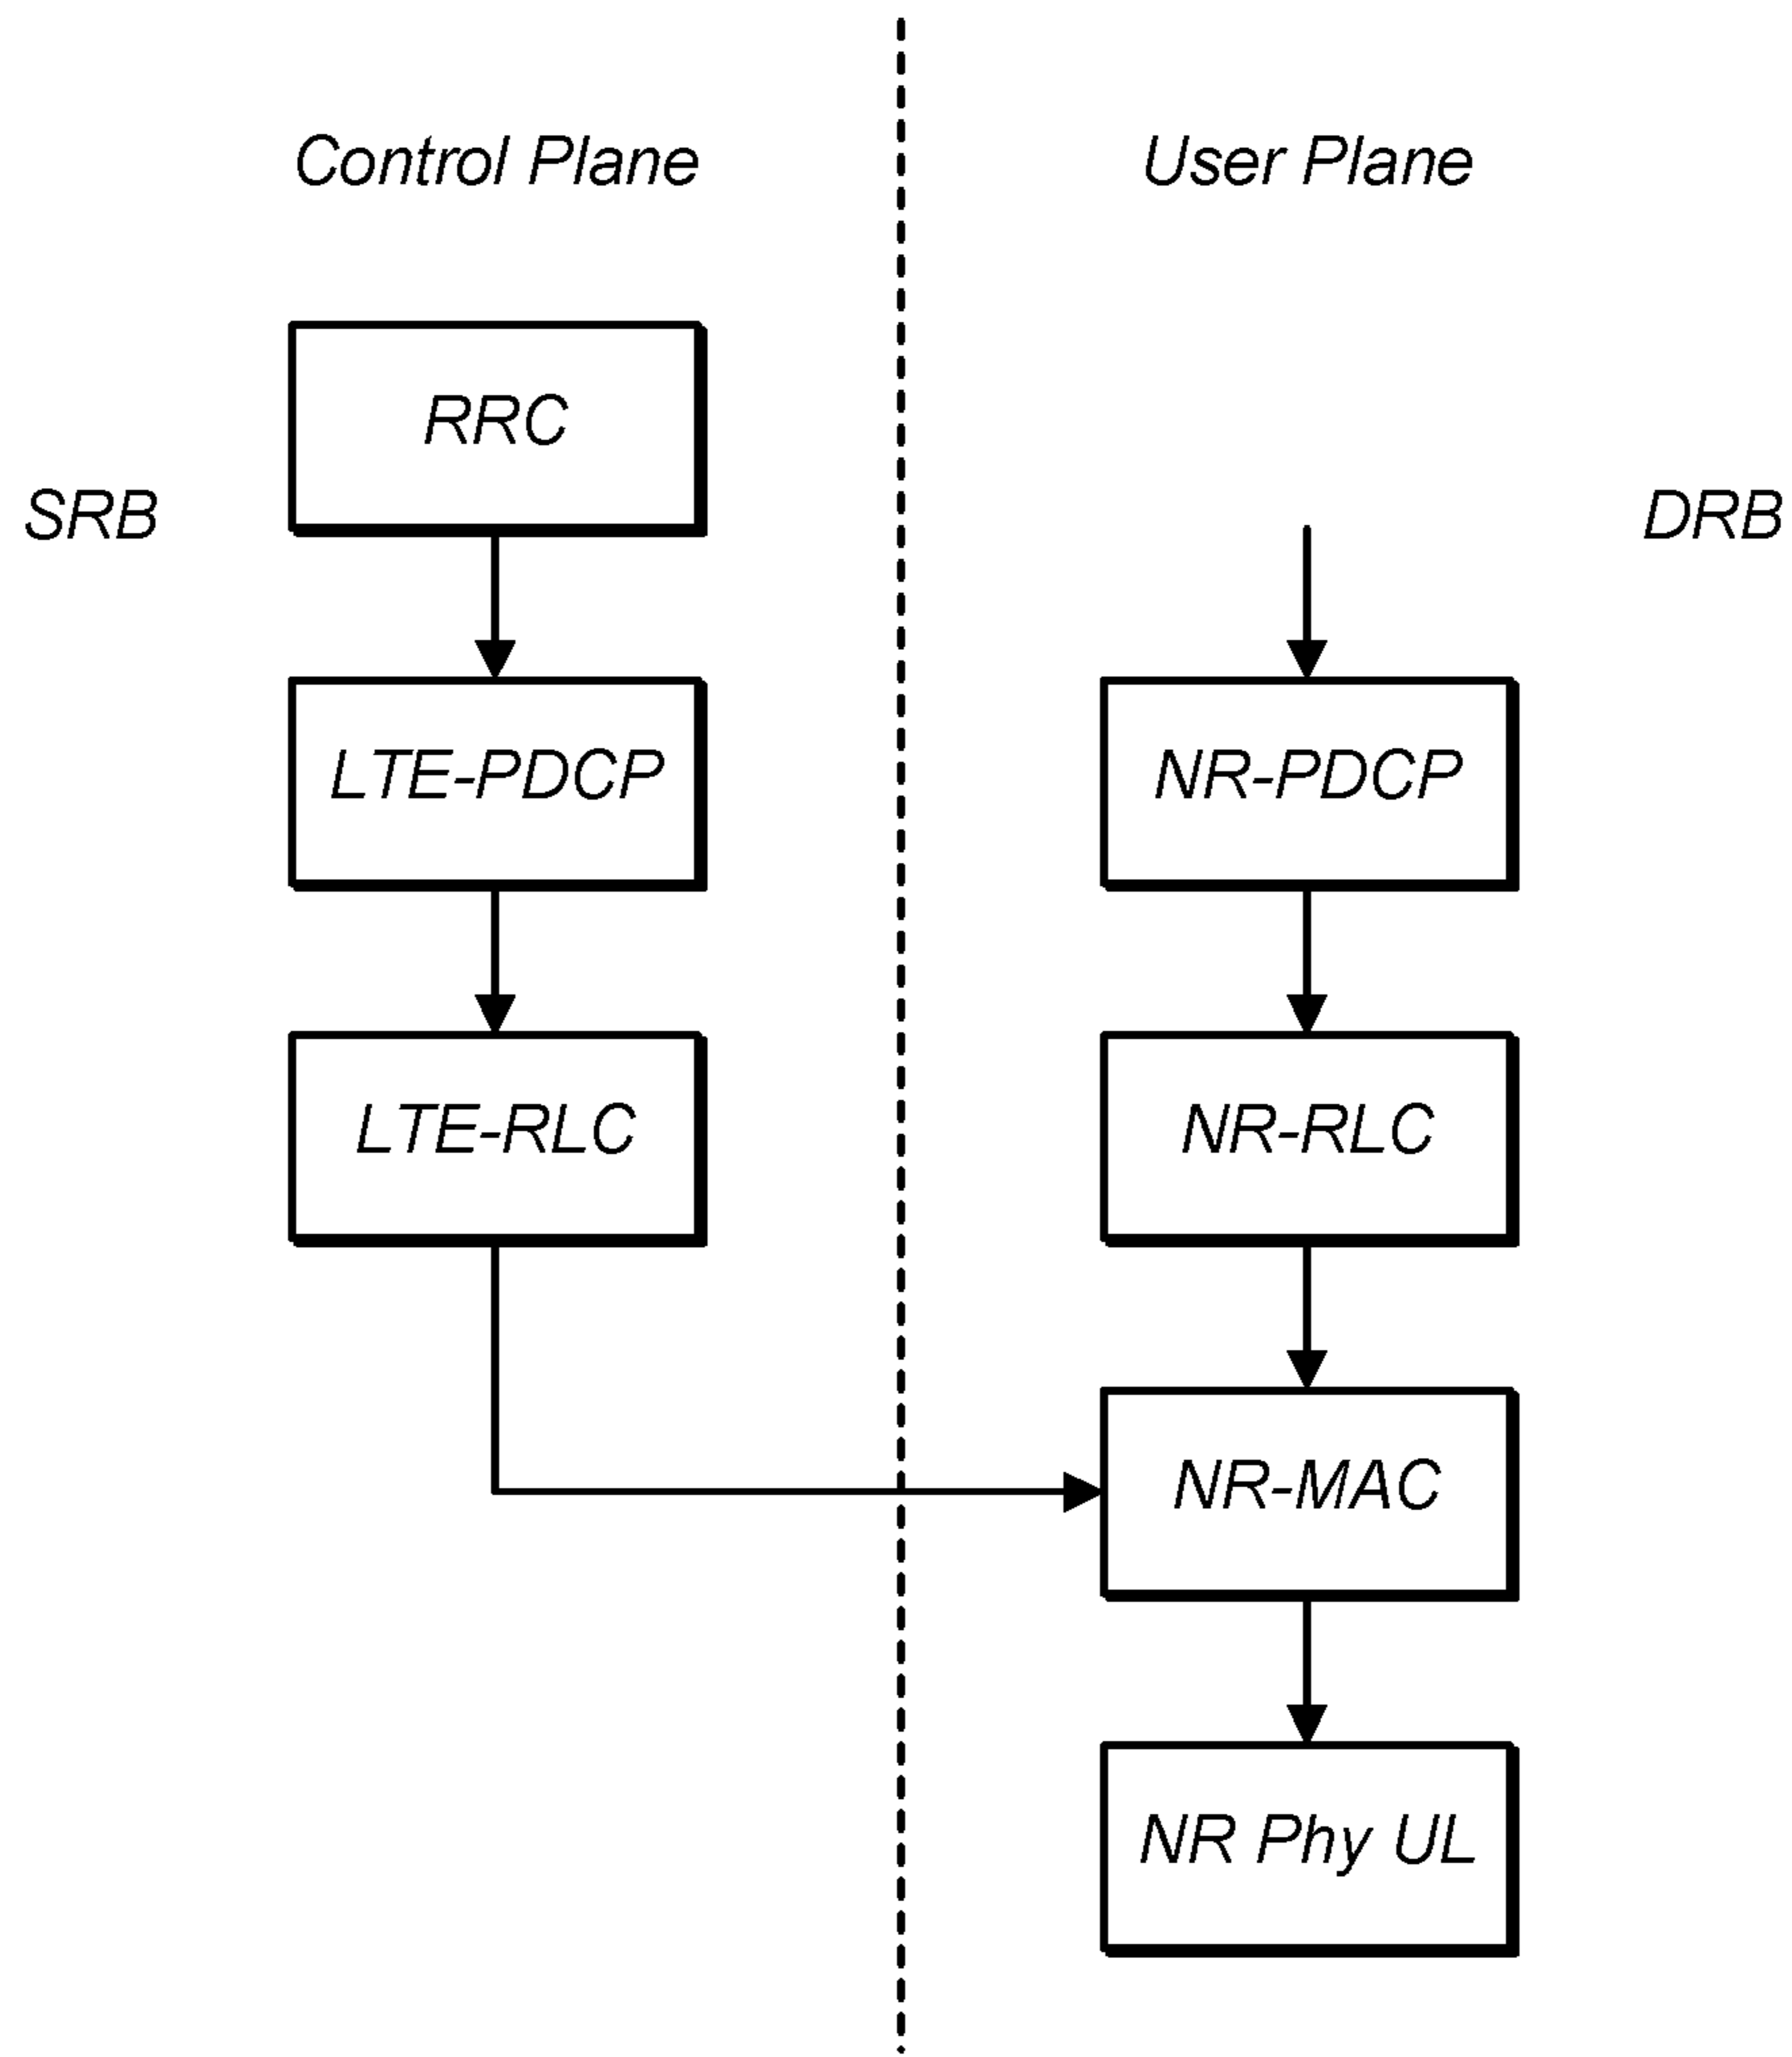 Control Plane
User Plane
RRC
SRB
DRB
LTE-PDCP
NR-PDCP
LTE-RLC
NR-RLC
NR-MAC
NR Phy UL